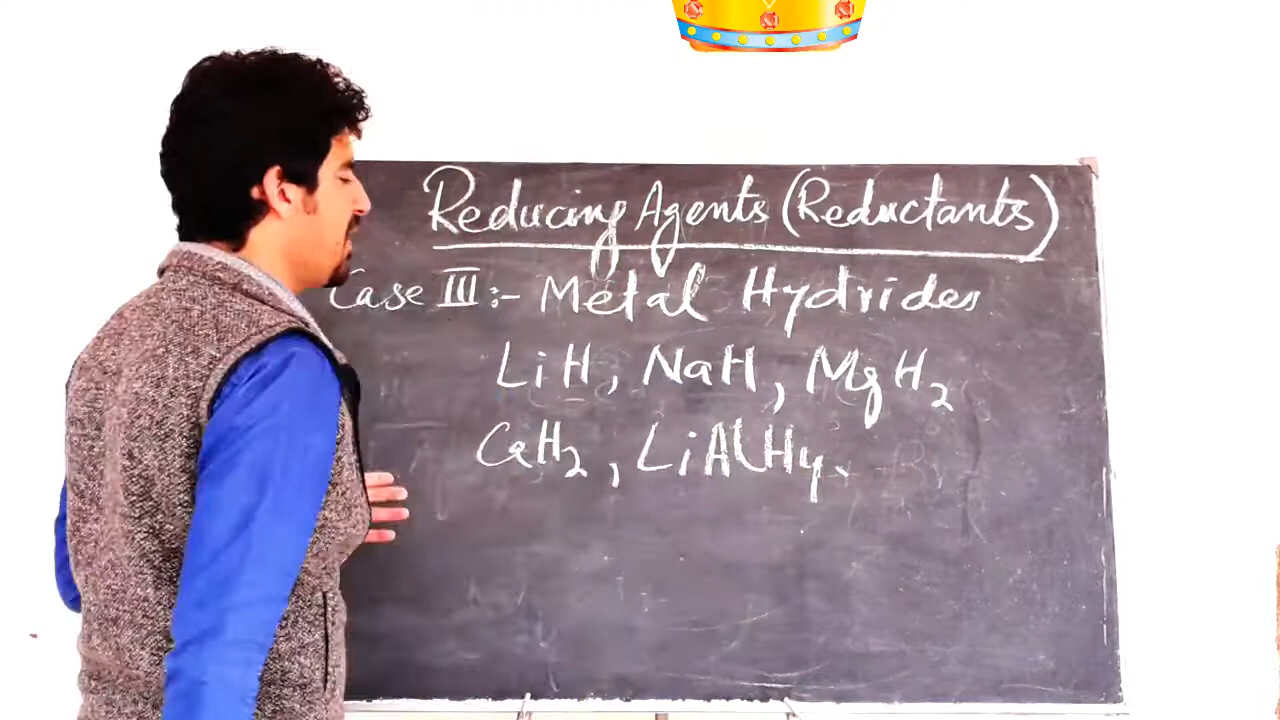 Reducing Agents (Reductants)
Case III :- Metal Hydrides
LiH, NaH, MgH₂
CaH₂, LiAlH₄,